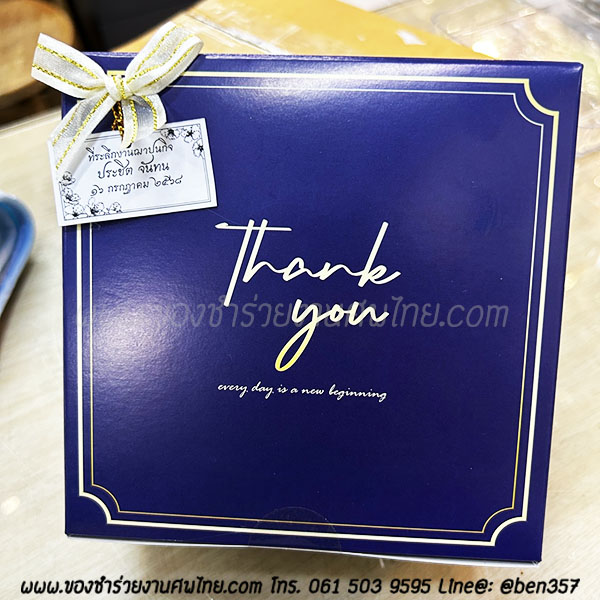 ที่ระลึกงานฌาปนกิจ
ประชิต จันทน
๑๖ กรกฎาคม ๒๕๖๘
Thank
you
www.ของชำร่วยงานศพไทย.com
every day is a new beginning
www.ของชำร่วยงานศพไทย.com โทร. 061 503 9595 Line@: @ben357